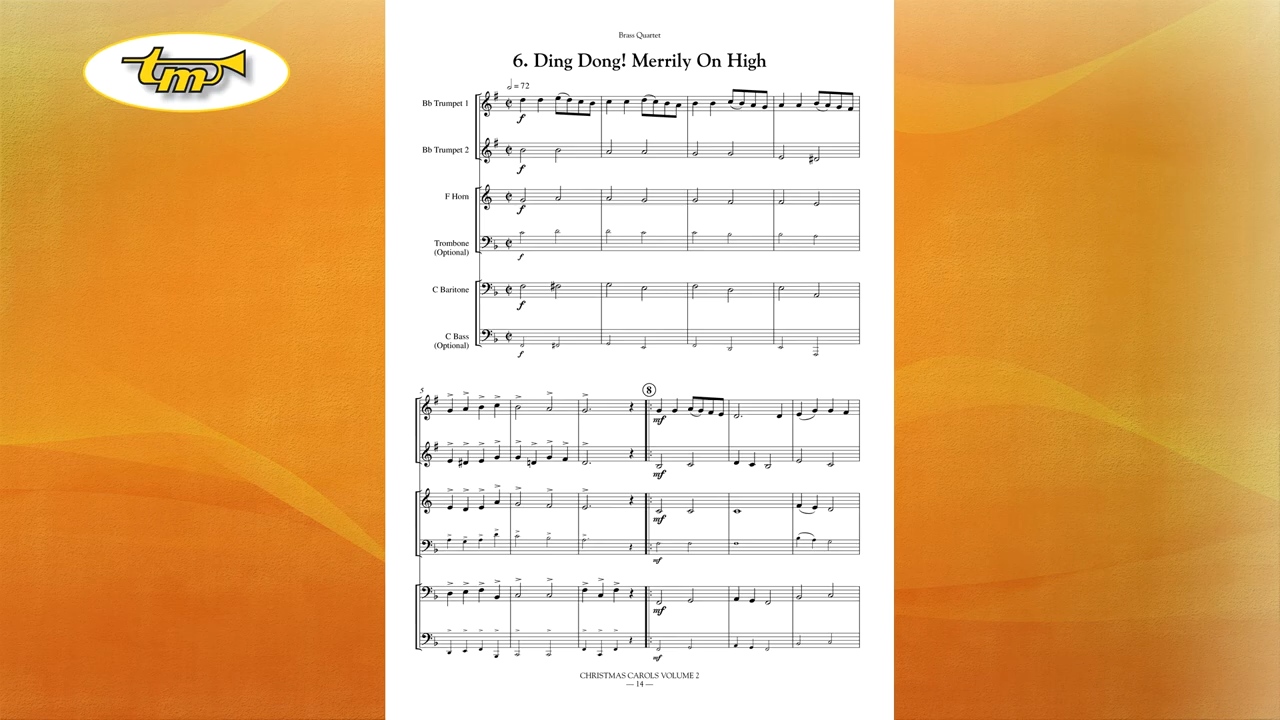 tm
Brass Quartet
6. Ding Dong! Merrily On High
= 72
Bb Trumpet 1
f
Bb Trumpet 2
f
F Horn
f
Trombone
(Optional)
f
C Baritone
f
C Bass
(Optional)
f
5
8
mf
mf
mf
mf
mf
mf
CHRISTMAS CAROLS VOLUME 2
— 14 —